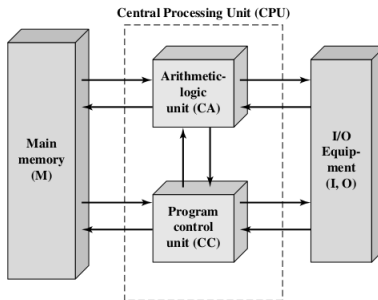 Central Processing Unit (CPU)
Arithmetic-
logic
unit (CA)
Main
memory
(M)
I/O
Equip-
ment
(I, O)
Program
control
unit (CC)